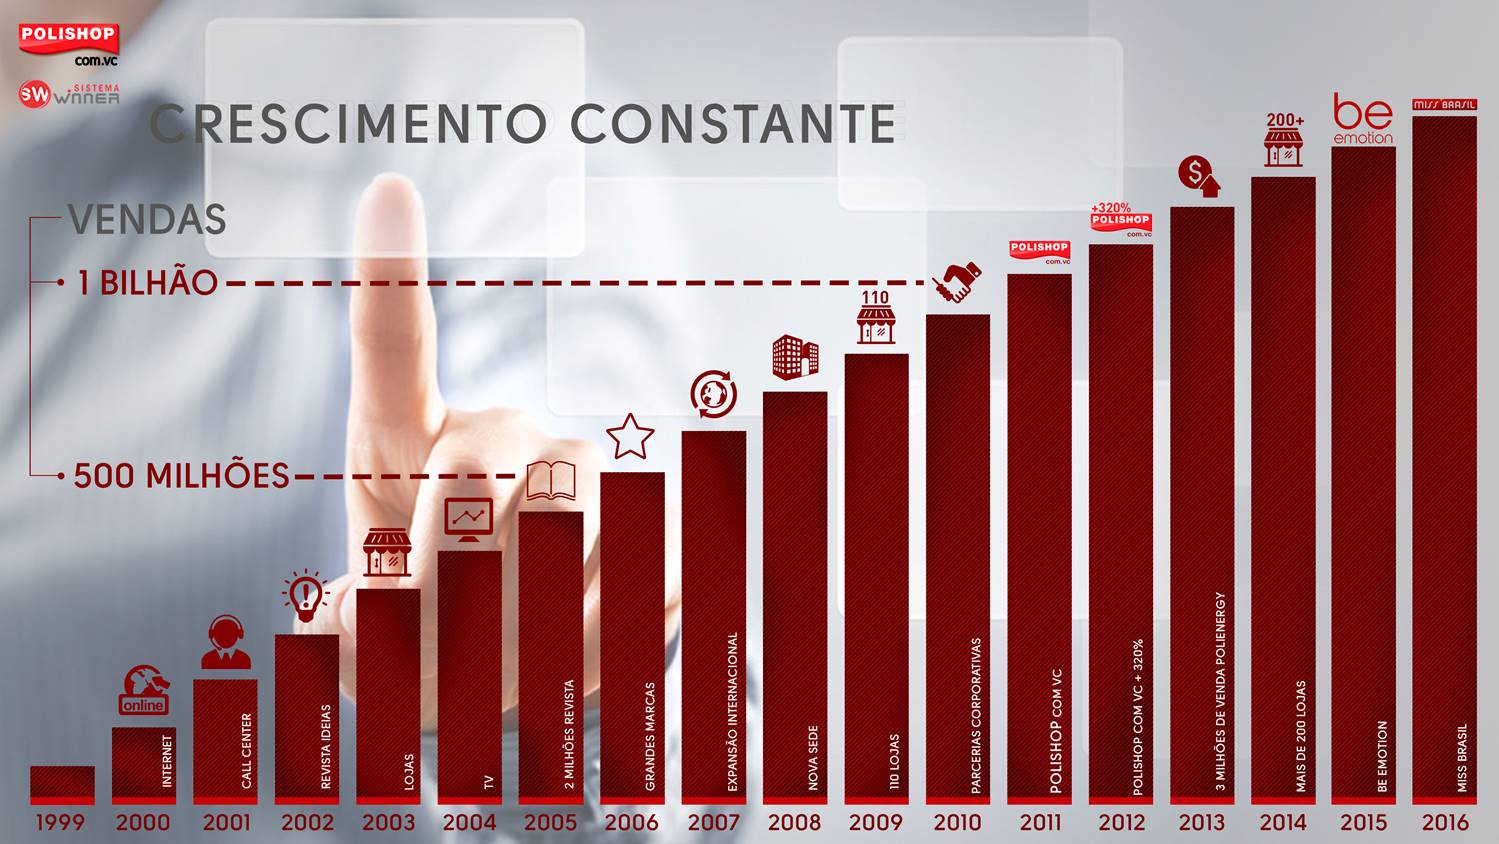 POLISHOP
com.vc
SW SISTEMA
WINNER
CRESCIMENTO CONSTANTE
VENDAS
1 BILHÃO
500 MILHÕES
online
110
POLISHOP
com.vc
+320%
POLISHOP
com.vc
$
200+
be
emotion
MISS BRASIL
INTERNET
CALL CENTER
REVISTA IDEIAS
LOJAS
TV
2 MILHÕES REVISTA
GRANDES MARCAS
EXPANSÃO INTERNACIONAL
NOVA SEDE
110 LOJAS
PARCERIAS CORPORATIVAS
POLISHOP COM VC
POLISHOP COM VC + 320%
3 MILHÕES DE VENDA POLIENERGY
MAIS DE 200 LOJAS
BE EMOTION
MISS BRASIL
1999 2000 2001 2002 2003 2004 2005 2006 2007 2008 2009 2010 2011 2012 2013 2014 2015 2016